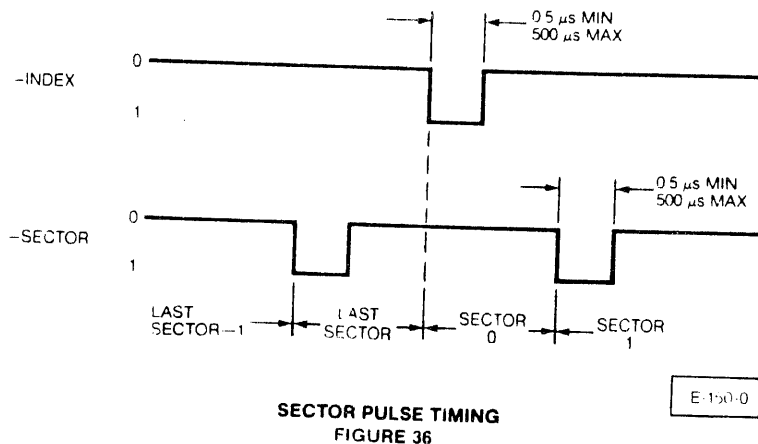 0.5 μs MIN
500 μs MAX
0
-INDEX
1
0.5 μs MIN
500 μs MAX
0
-SECTOR
1
LAST
SECTOR-1
LAST
SECTOR
SECTOR
0
SECTOR
1
SECTOR PULSE TIMING
FIGURE 36